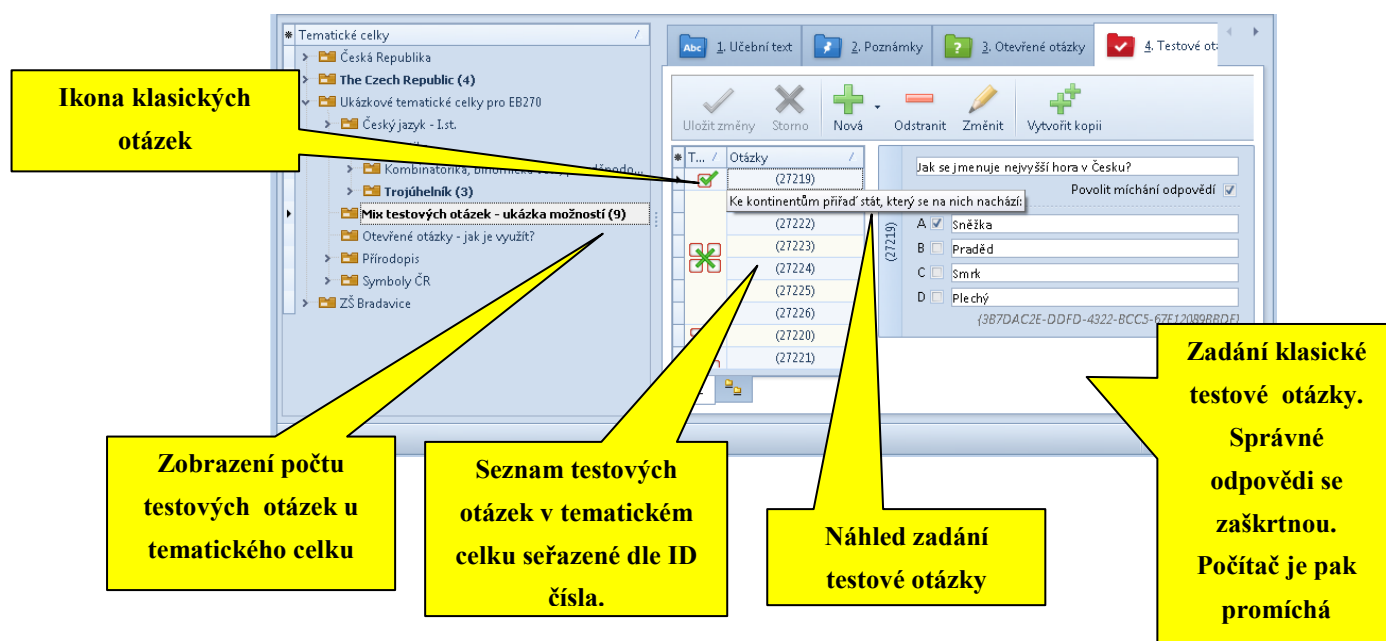 Tematické celky
Česká Republika
The Czech Republic (4)
Ukázkové tematické celky pro EB270
Český jazyk - I.st.
Kombinatorika,
Trojúhelník (3)
Mix testových otázek - ukázka možností (9)
Otevřené otázky - jak je využít?
Přírodopis
Symboly ČR
ZŠ Bradavice
Abc
1. Učební text
2. Poznámky
?
3. Otevřené otázky
4. Testové ot
Uložit změny
Storno
Nová
Odstranit
Změnit
Vytvořit kopii
T...
Otázky
(27219)
Ke kontinentům přiřaď stát, který se na nich nachází:
(27222)
(27223)
(27224)
(27225)
(27226)
(27220)
(27221)
(27219)
Jak se jmenuje nejvyšší hora v Česku?
Povolit míchání odpovědí
A Sněžka
B Praděd
C Smrk
D Plechý
Ikona klasických
otázek
Zobrazení počtu
testových otázek u
tematického celku
Seznam testových
otázek v tematickém
celku seřazené dle ID
čísla.
Náhled zadání
testové otázky
Zadání klasické
testové otázky.
Správné
odpovědi se
zaškrtnou.
Počítač je pak
promíchá